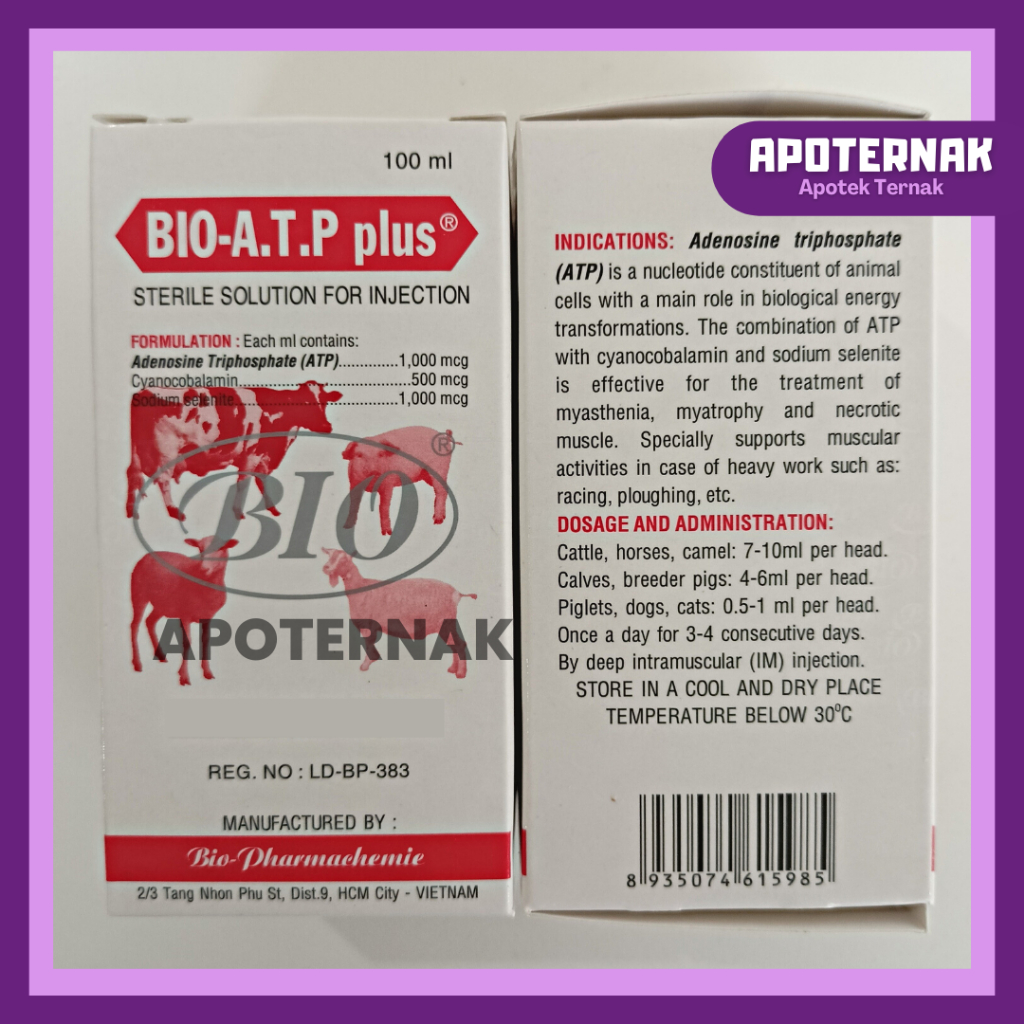 APOTERNAK
Apotek Ternak
100 ml
BIO-A.T.P plus®
STERILE SOLUTION FOR INJECTION
FORMULATION : Each ml contains:
Adenosine Triphosphate (ATP)..............1,000 mcg
Cyanocobalamin........................................500 mcg
Sodium selenite......................................1,000 mcg
BIO®
APOTERNAK
REG. NO : LD-BP-383
MANUFACTURED BY :
Bio-Pharmachemie
2/3 Tang Nhon Phu St, Dist.9, HCM City - VIETNAM
INDICATIONS: Adenosine triphosphate
(ATP) is a nucleotide constituent of animal
cells with a main role in biological energy
transformations. The combination of ATP
with cyanocobalamin and sodium selenite
is effective for the treatment of
myasthenia, myatrophy and necrotic
muscle. Specially supports muscular
activities in case of heavy work such as:
racing, ploughing, etc.
DOSAGE AND ADMINISTRATION:
Cattle, horses, camel: 7-10ml per head.
Calves, breeder pigs: 4-6ml per head.
Piglets, dogs, cats: 0.5-1 ml per head.
Once a day for 3-4 consecutive days.
By deep intramuscular (IM) injection.
STORE IN A COOL AND DRY PLACE
TEMPERATURE BELOW 30⁰C
8 935074 615985